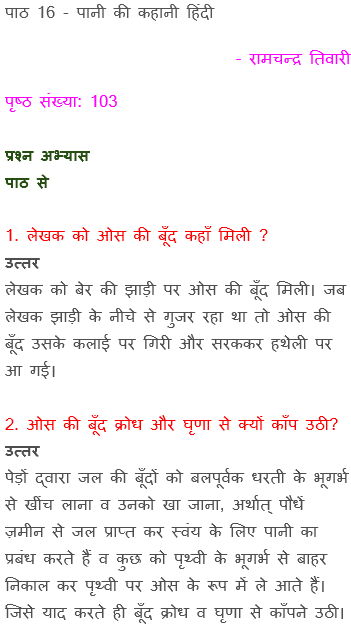 पाठ 16 - पानी की कहानी हिंदी
- रामचन्द्र तिवारी
पृष्ठ संख्या: 103
प्रश्न अभ्यास
पाठ से
1. लेखक को ओस की बूँद कहाँ मिली ?
उत्तर
लेखक को बेर की झाड़ी पर ओस की बूँद मिली। जब
लेखक झाड़ी के नीचे से गुजर रहा था तो ओस की
बूँद उसके कलाई पर गिरी और सरककर हथेली पर
आ गई।
2. ओस की बूँद क्रोध और घृणा से क्यों काँप उठी?
उत्तर
पेड़ों द्वारा जल की बूँदों को बलपूर्वक धरती के भूगर्भ
से खींच लाना व उनको खा जाना, अर्थात् पौधें
ज़मीन से जल प्राप्त कर स्वंय के लिए पानी का
प्रबंध करते हैं व कुछ को पृथ्वी के भूगर्भ से बाहर
निकाल कर पृथ्वी पर ओस के रूप में ले आते हैं।
जिसे याद करते ही बूँद क्रोध व घृणा से काँपने उठी।